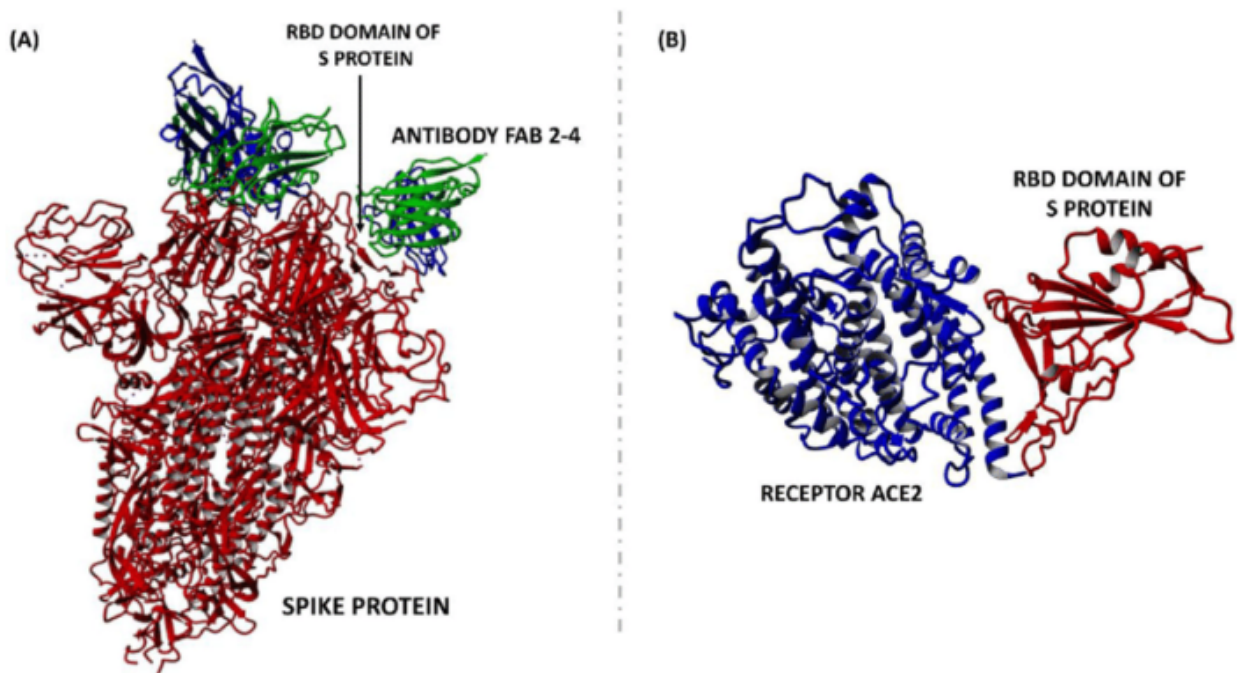 (A)
RBD DOMAIN OF
S PROTEIN
ANTIBODY FAB 2-4
SPIKE PROTEIN
(B)
RBD DOMAIN OF
S PROTEIN
RECEPTOR ACE2